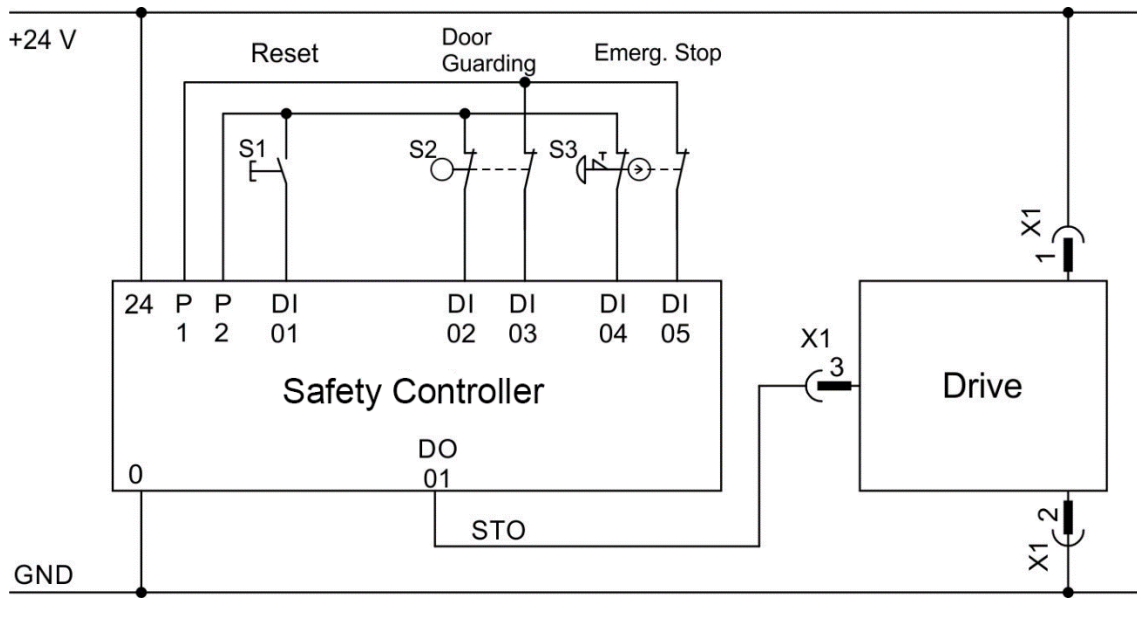 +24 V
Reset
Door
Guarding
Emerg. Stop
S1
S2
S3
X1
1
24 P P DI DI DI DI DI
1 2 01 02 03 04 05
X1
3
Safety Controller
Drive
DO
0 01
2
X1
STO
GND